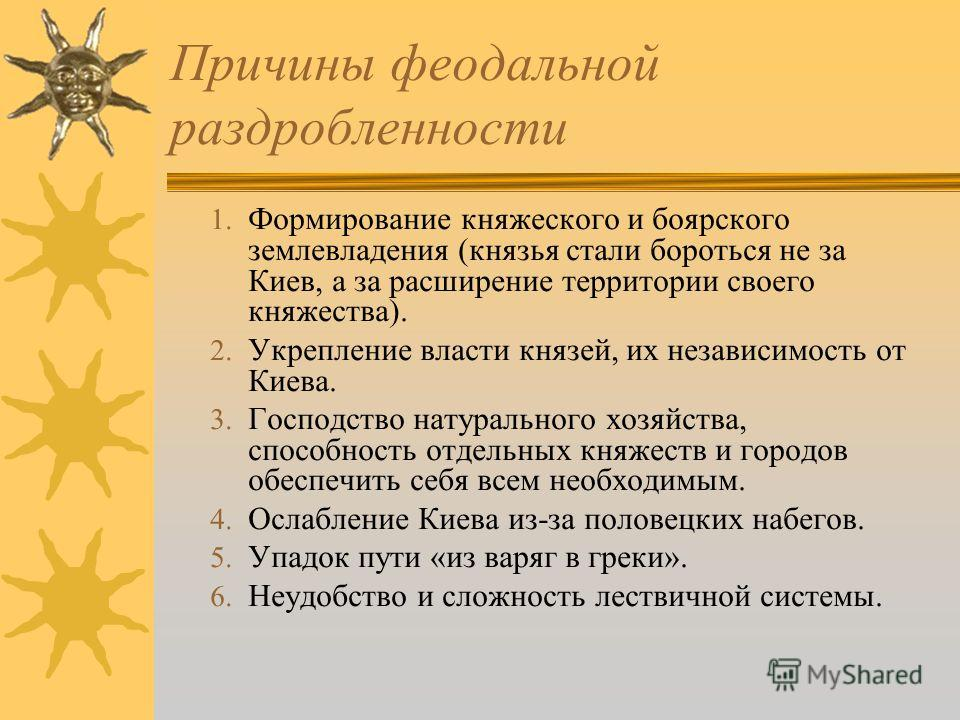 Причины феодальной
раздробленности
1. Формирование княжеского и боярского
землевладения (князья стали бороться не за
Киев, а за расширение территории своего
княжества).
2. Укрепление власти князей, их независимость от
Киева.
3. Господство натурального хозяйства,
способность отдельных княжеств и городов
обеспечить себя всем необходимым.
4. Ослабление Киева из-за половецких набегов.
5. Упадок пути «из варяг в греки».
6. Неудобство и сложность лествичной системы.
MyShared